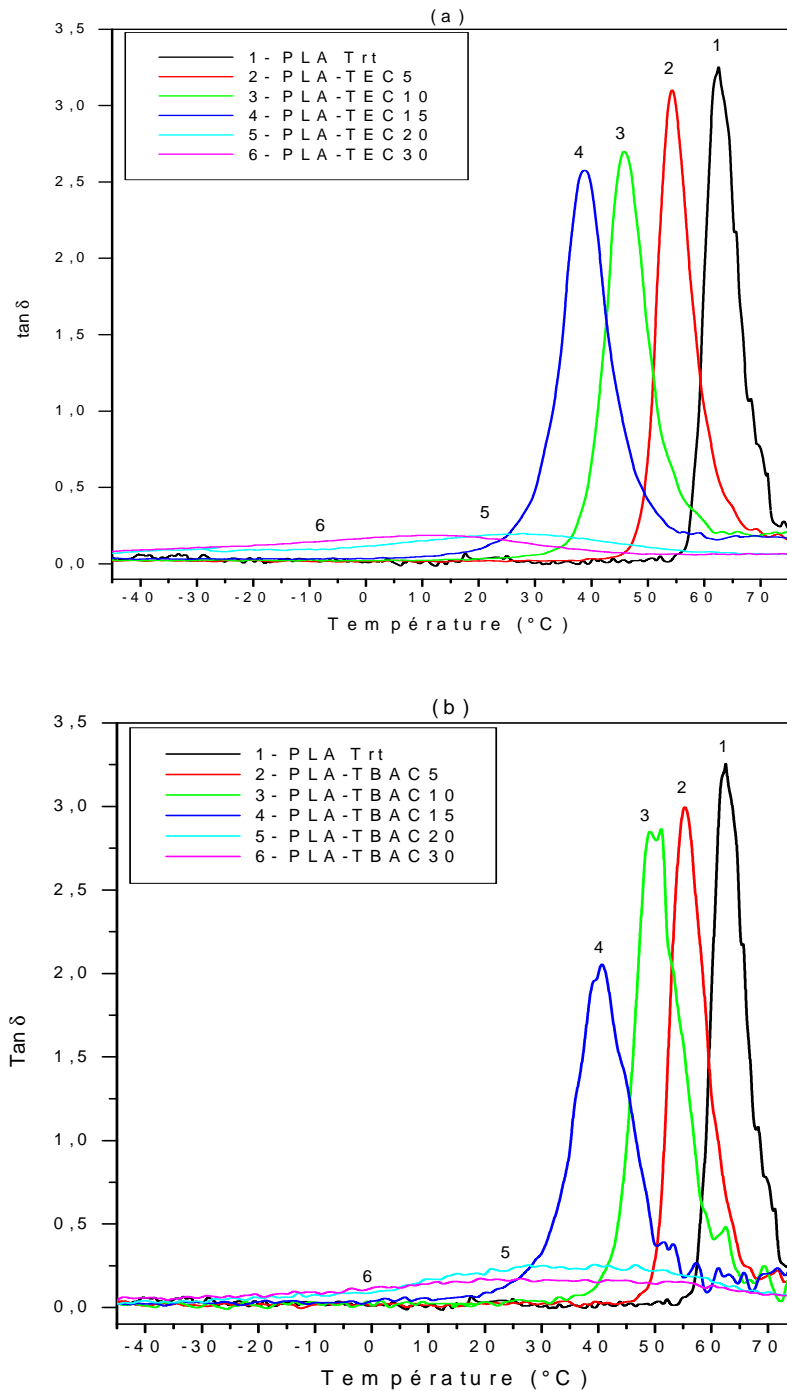 (a)
3,5
3,0
2,5
2,0
1,5
1,0
0,5
0,0
tan δ
1- PLA Trt
2- PLA-TEC5
3- PLA-TEC10
4- PLA-TEC15
5- PLA-TEC20
6- PLA-TEC30
1
2
3
4
5
6
-40 -30 -20 -10 0 10 20 30 40 50 60 70
Température (°C)
(b)
3,5
3,0
2,5
2,0
1,5
1,0
0,5
0,0
Tan δ
1- PLA Trt
2- PLA-TBAC5
3- PLA-TBAC10
4- PLA-TBAC15
5- PLA-TBAC20
6- PLA-TBAC30
1
2
3
4
5
6
-40 -30 -20 -10 0 10 20 30 40 50 60 70
Température (°C)